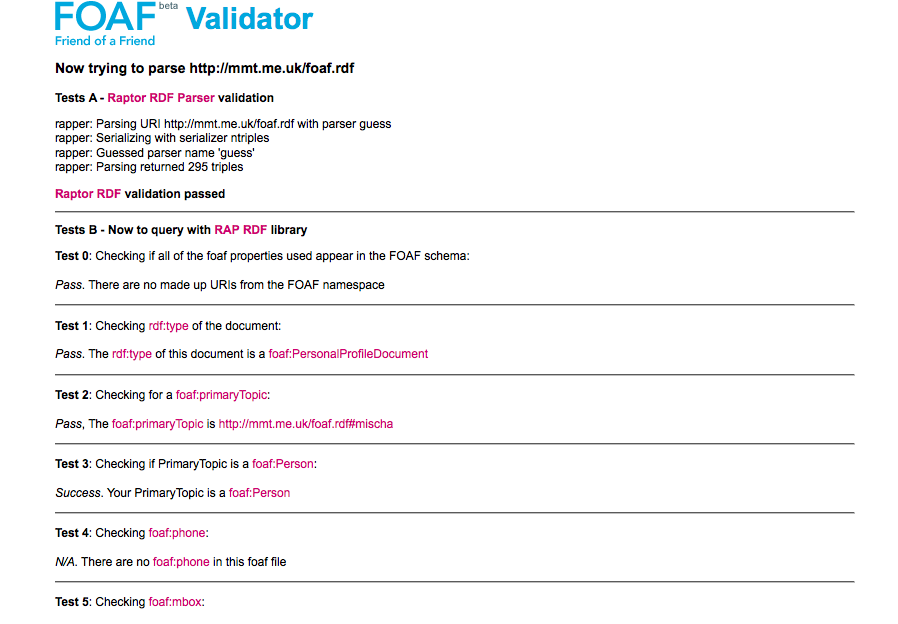 FOAF beta Validator
Friend of a Friend
Now trying to parse http://mmt.me.uk/foaf.rdf
Tests A - Raptor RDF Parser validation
rapper: Parsing URI http://mmt.me.uk/foaf.rdf with parser guess
rapper: Serializing with serializer ntriples
rapper: Guessed parser name 'guess'
rapper: Parsing returned 295 triples
Raptor RDF validation passed
Tests B - Now to query with RAP RDF library
Test 0: Checking if all of the foaf properties used appear in the FOAF schema:
Pass. There are no made up URIs from the FOAF namespace
Test 1: Checking rdf:type of the document:
Pass. The rdf:type of this document is a foaf:PersonalProfileDocument
Test 2: Checking for a foaf:primaryTopic:
Pass, The foaf:primaryTopic is http://mmt.me.uk/foaf.rdf#mischa
Test 3: Checking if PrimaryTopic is a foaf:Person:
Success. Your PrimaryTopic is a foaf:Person
Test 4: Checking foaf:phone:
N/A. There are no foaf:phone in this foaf file
Test 5: Checking foaf:mbox: